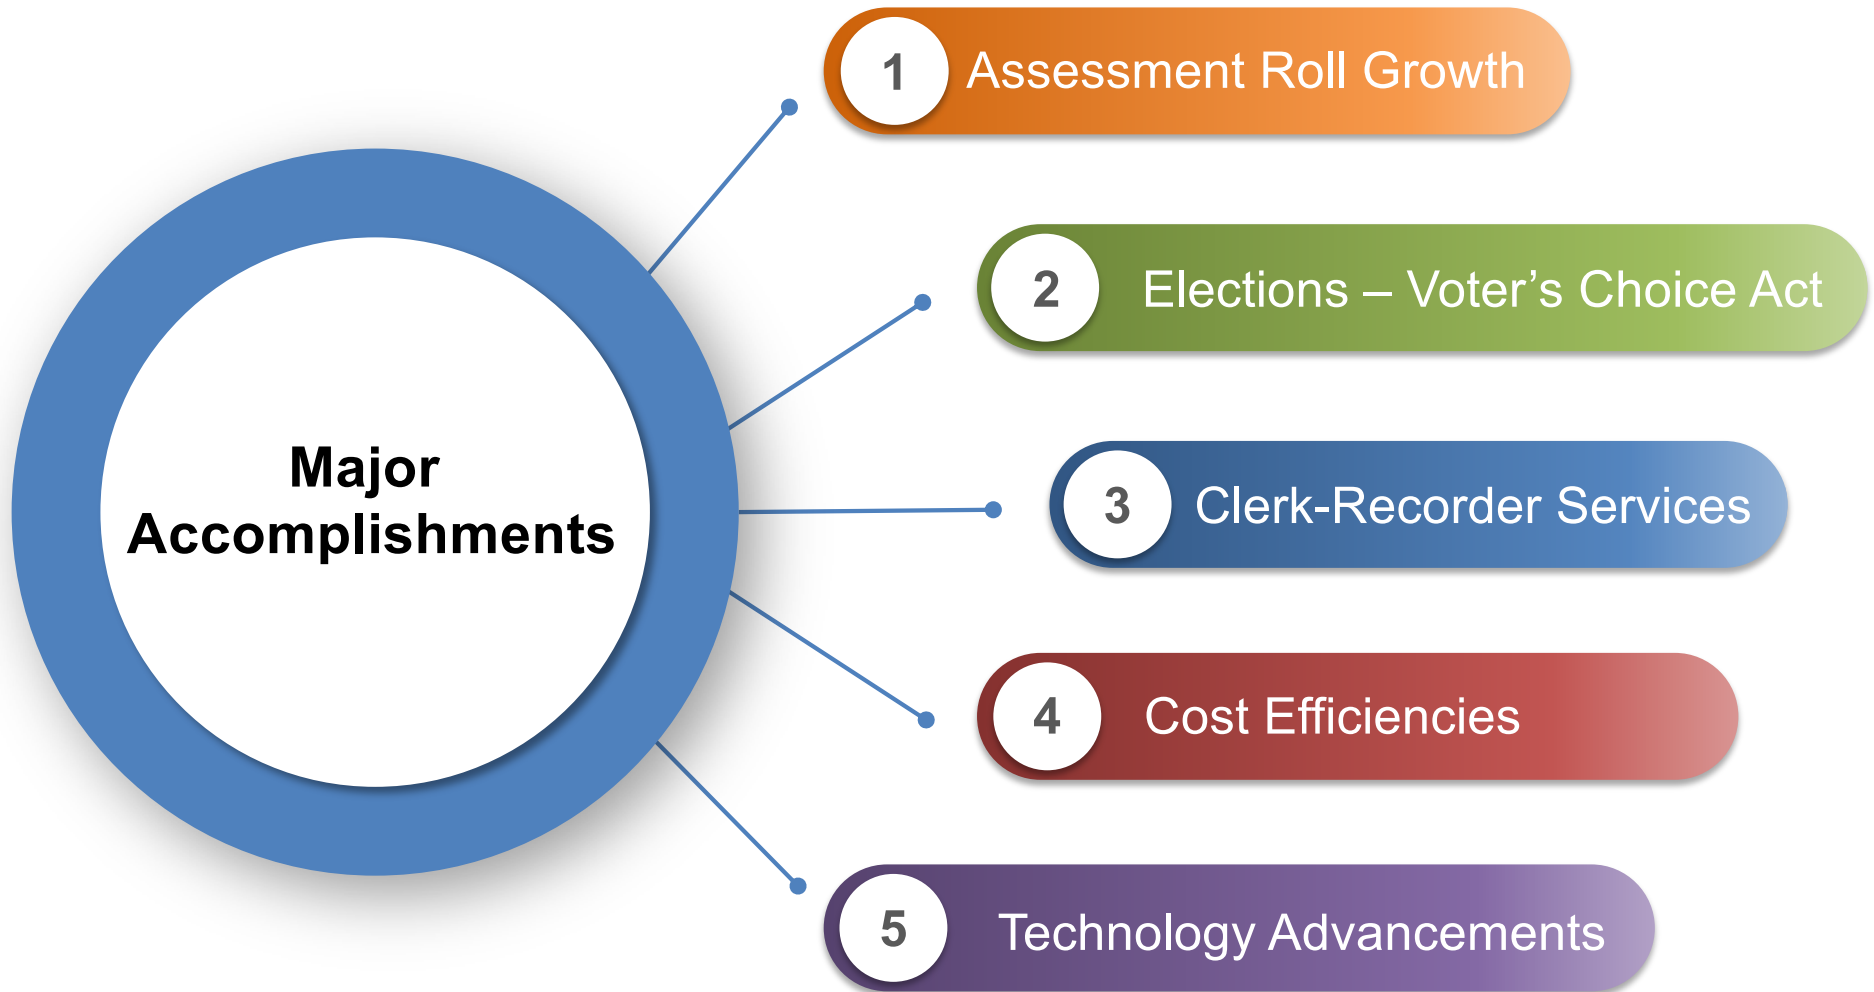 Major
Accomplishments
1 Assessment Roll Growth
2 Elections – Voter’s Choice Act
3 Clerk-Recorder Services
4 Cost Efficiencies
5 Technology Advancements